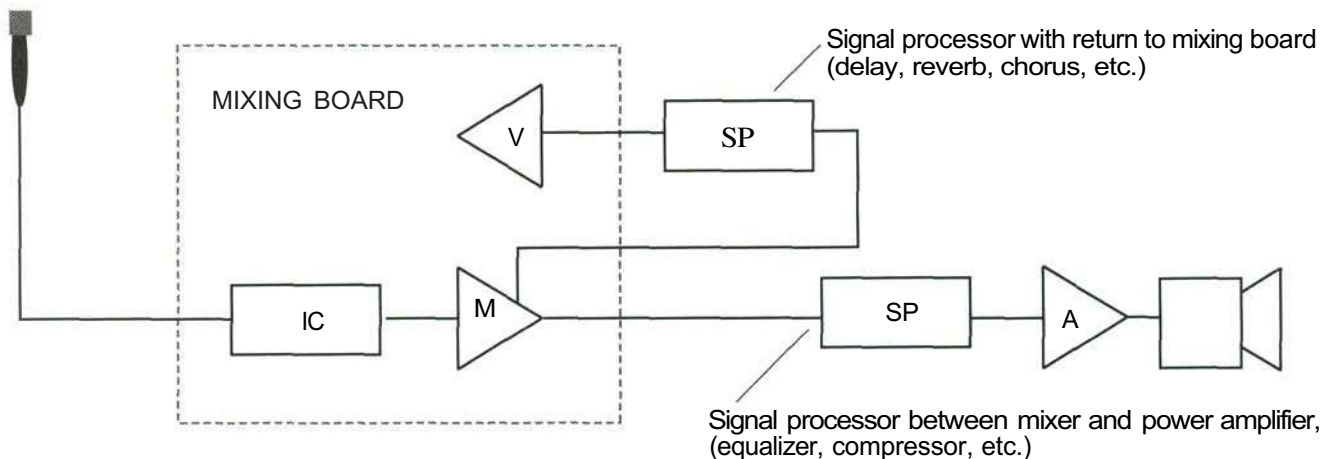 Signal processor with return to mixing board
(delay, reverb, chorus, etc.)
MIXING BOARD
V
SP
IC
M
SP
A
Signal processor between mixer and power amplifier,
(equalizer, compressor, etc.)